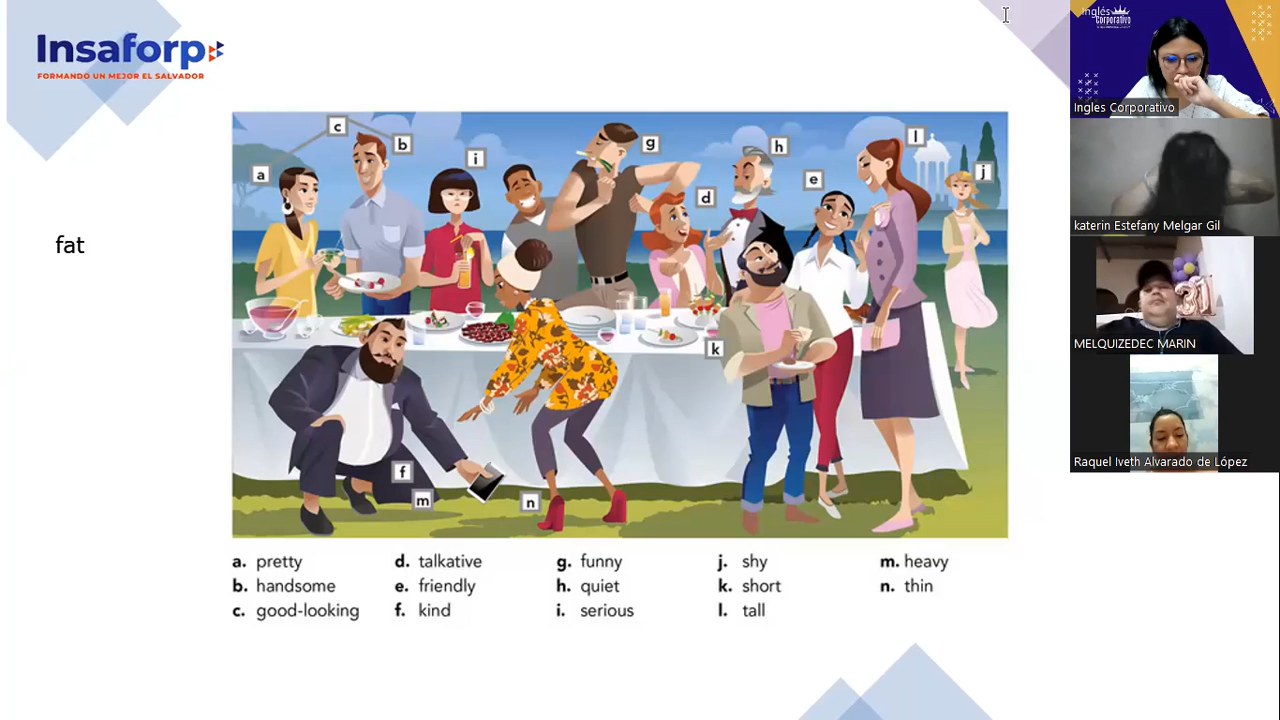 Insaforp
FORMANDO UN MEJOR EL SALVADOR
fat
a
c
b
i
g
d
h
e
l
j
k
f
m
n
a. pretty
b. handsome
c. good-looking
d. talkative
e. friendly
f. kind
g. funny
h. quiet
i. serious
j. shy
k. short
l. tall
m. heavy
n. thin
Inglés
Corporativo
Ingles Corporativo
katerin Estefany Melgar Gil
31
MELQUIZEDEC MARIN
Raquel Iveth Alvarado de López